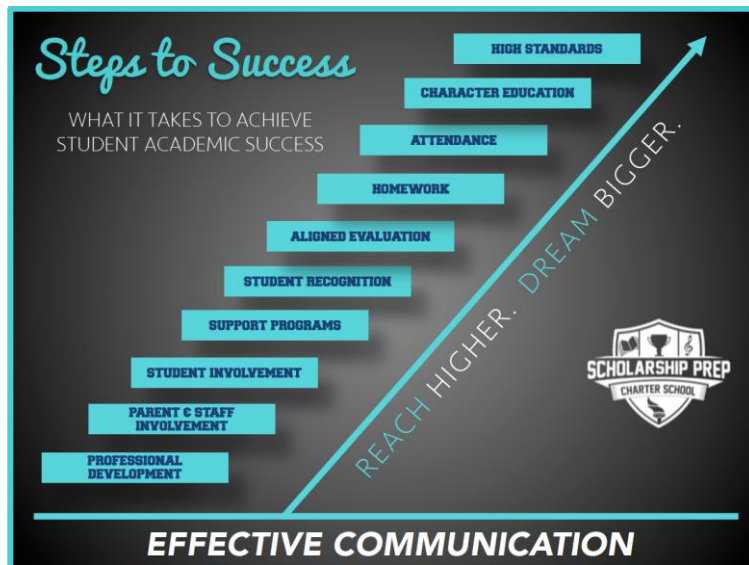 Steps to Success
WHAT IT TAKES TO ACHIEVE
STUDENT ACADEMIC SUCCESS
HIGH STANDARDS
CHARACTER EDUCATION
ATTENDANCE
HOMEWORK
ALIGNED EVALUATION
STUDENT RECOGNITION
SUPPORT PROGRAMS
STUDENT INVOLVEMENT
PARENT & STAFF
INVOLVEMENT
PROFESSIONAL
DEVELOPMENT
REACH HIGHER. DREAM BIGGER.
SCHOLARSHIP PREP
CHARTER SCHOOL
EFFECTIVE COMMUNICATION